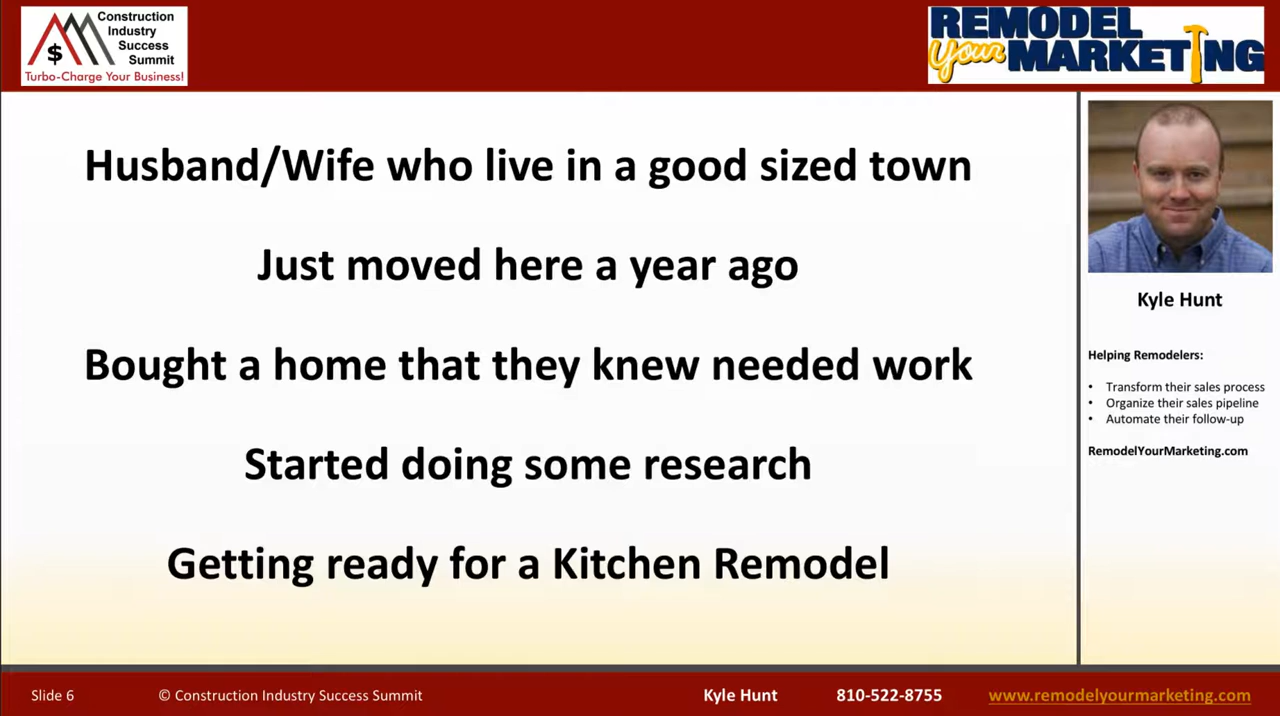 Construction
Industry
Success
Summit
$
Turbo-Charge Your Business!
REMODEL
Your MARKETING
Husband/Wife who live in a good sized town
Just moved here a year ago
Bought a home that they knew needed work
Started doing some research
Getting ready for a Kitchen Remodel
Kyle Hunt
Helping Remodelers:
• Transform their sales process
• Organize their sales pipeline
• Automate their follow-up
RemodelYourMarketing.com
Slide 6 © Construction Industry Success Summit Kyle Hunt 810-522-8755 www.remodelyourmarketing.com